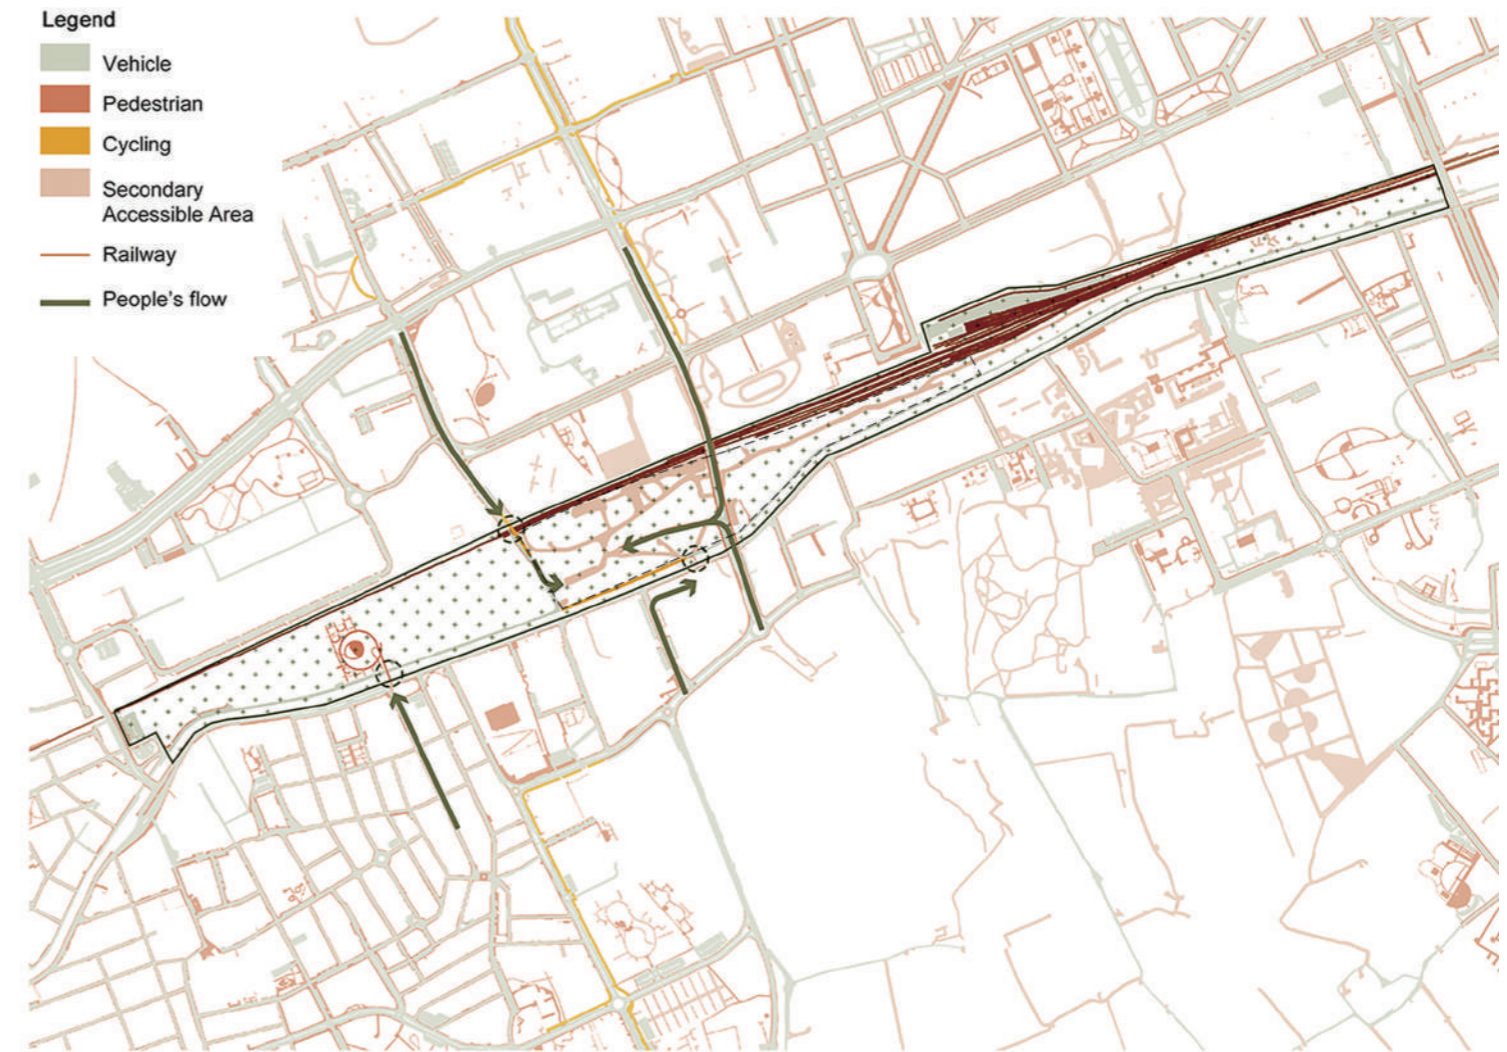 Legend
Vehicle
Pedestrian
Cycling
Secondary
Accessible Area
Railway
People's flow